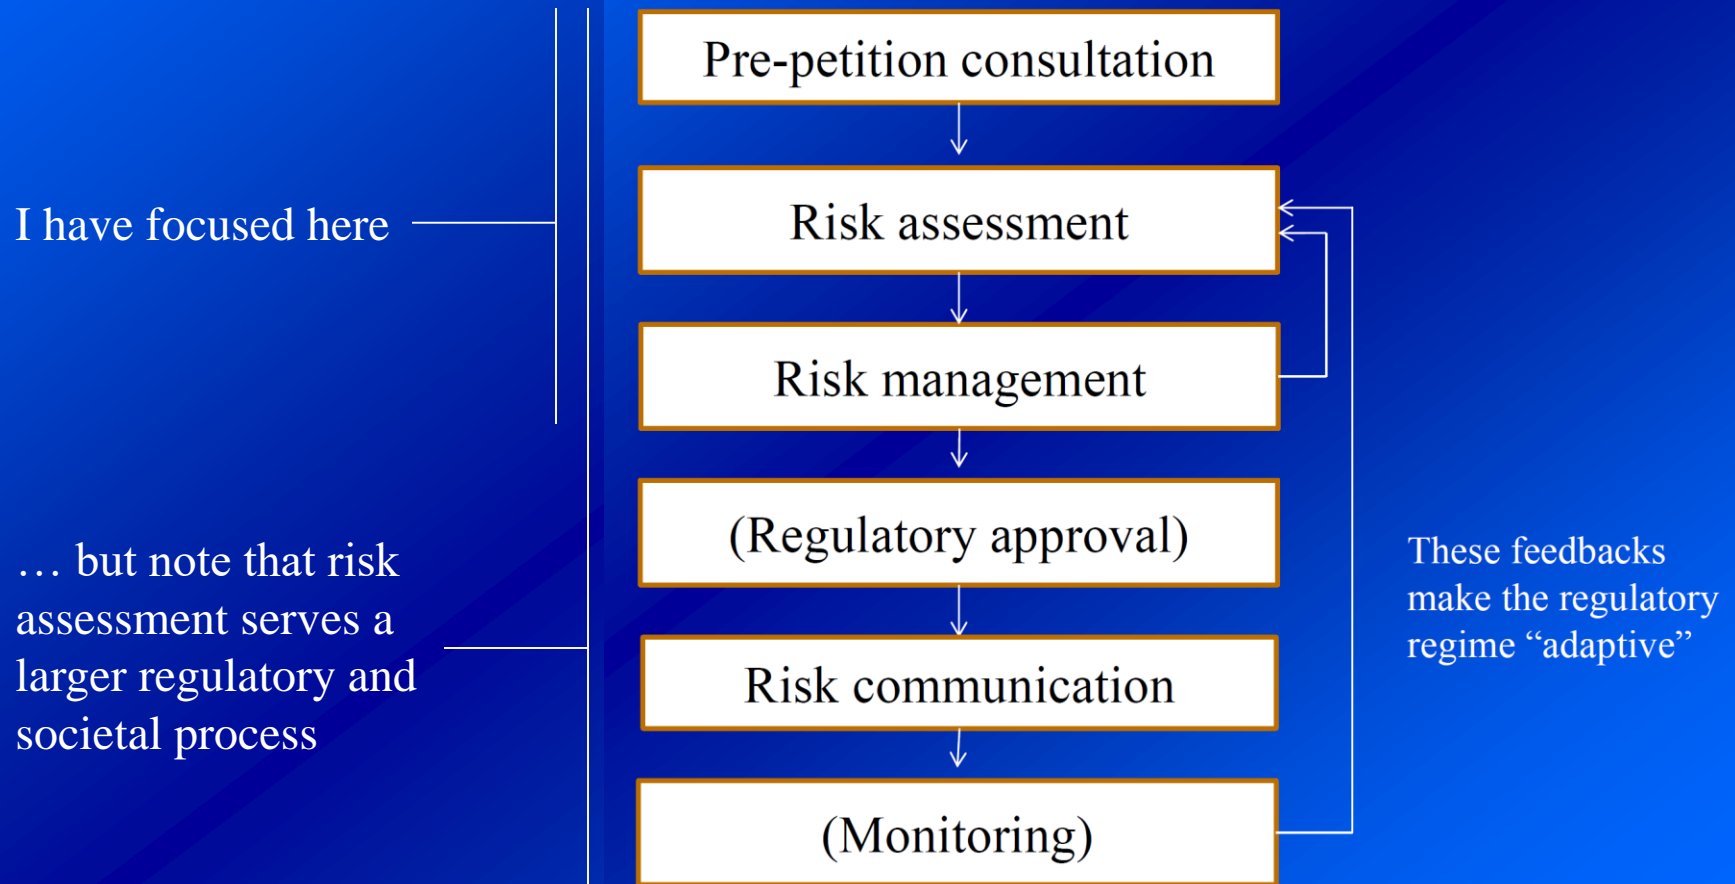 Pre-petition consultation
I have focused here
Risk assessment
Risk management
(Regulatory approval)
… but note that risk
assessment serves a
larger regulatory and
societal process
These feedbacks
make the regulatory
regime “adaptive”
Risk communication
(Monitoring)